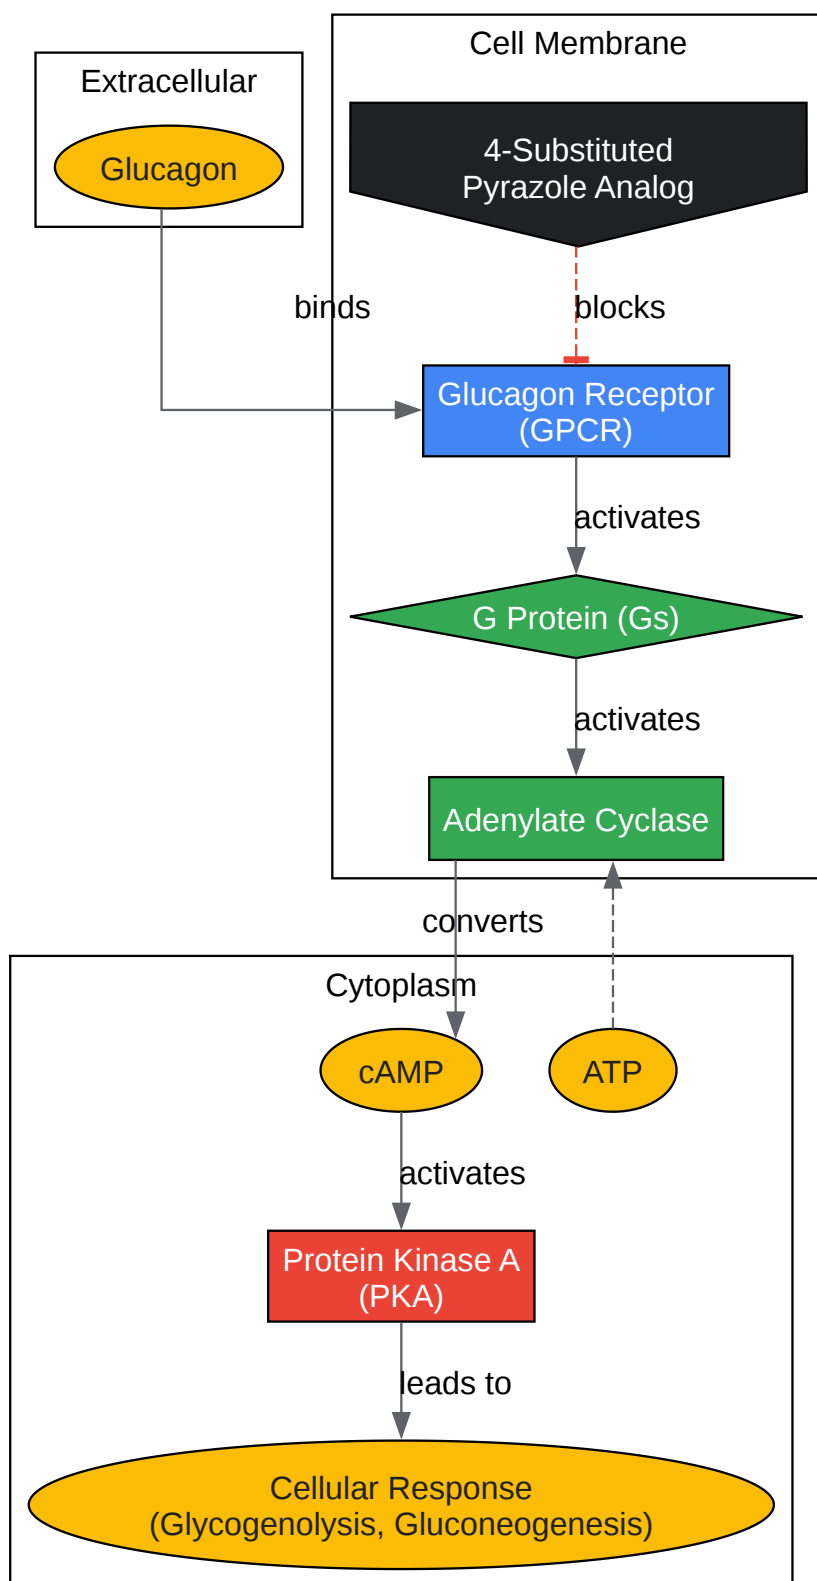 Cell Membrane
Extracellular
4-Substituted
Pyrazole Analog
Glucagon
binds
blocks
Glucagon Receptor
(GPCR)
activates
G Protein (Gs)
activates
Adenylate Cyclase
converts
Cytoplasm
cAMP
ATP
activates
Protein Kinase A
(PKA)
leads to
Cellular Response
(Glycogenolysis, Gluconeogenesis)